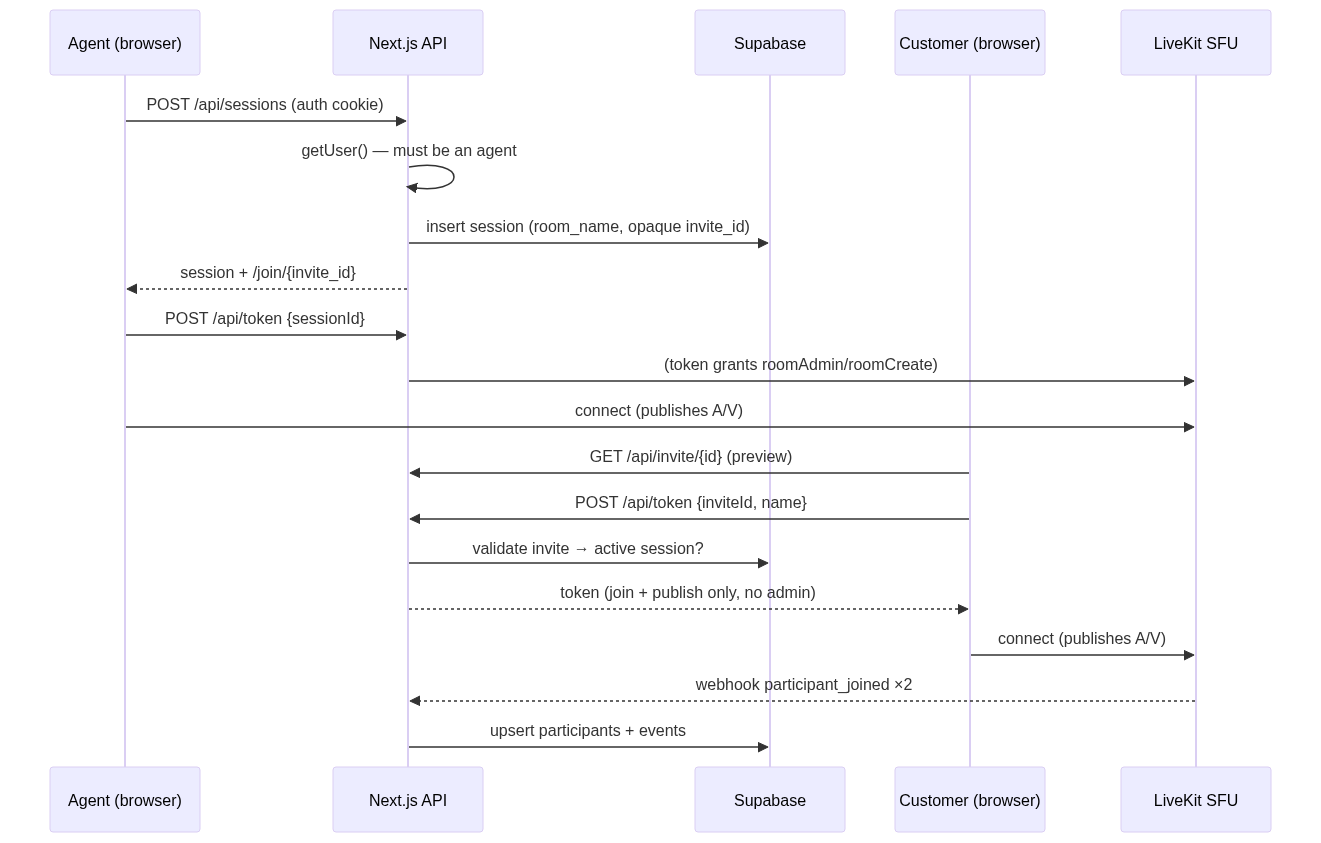 Agent (browser)
Next.js API
Supabase
Customer (browser)
LiveKit SFU
POST /api/sessions (auth cookie)
getUser() — must be an agent
insert session (room_name, opaque invite_id)
session + /join/{invite_id}
POST /api/token {sessionId}
(token grants roomAdmin/roomCreate)
connect (publishes A/V)
GET /api/invite/{id} (preview)
POST /api/token {inviteId, name}
validate invite → active session?
token (join + publish only, no admin)
connect (publishes A/V)
webhook participant_joined ×2
upsert participants + events
Agent (browser)
Next.js API
Supabase
Customer (browser)
LiveKit SFU